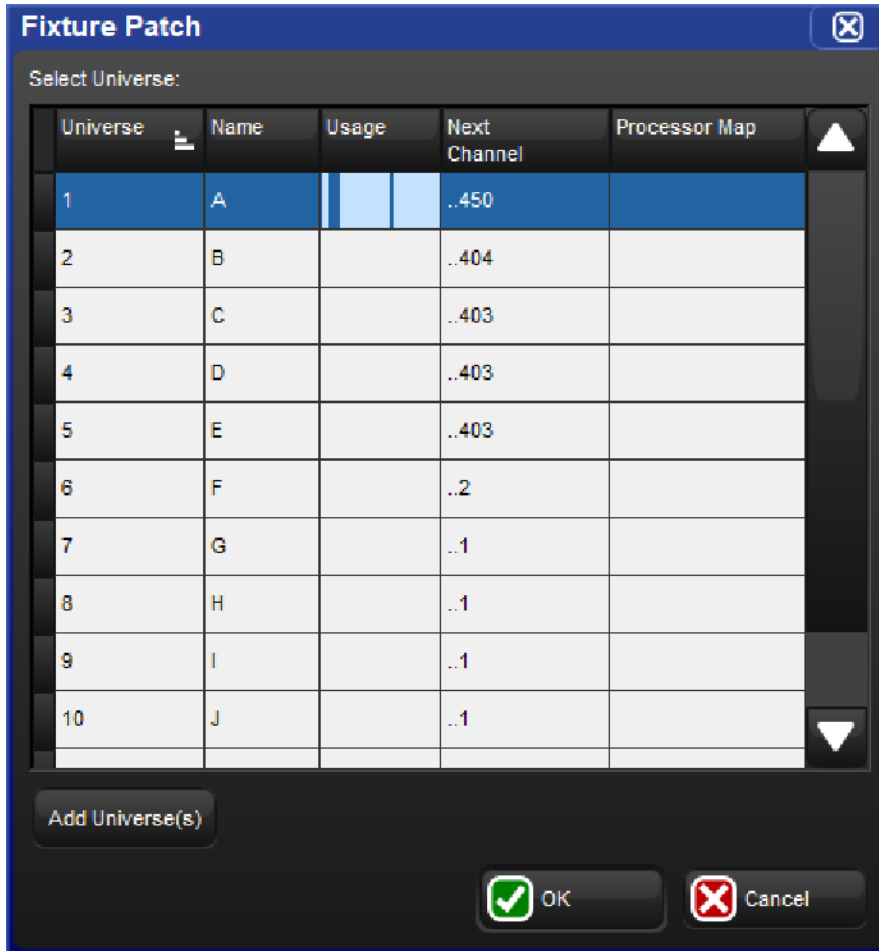 Fixture Patch
Select Universe:
Universe Name Usage Next Channel Processor Map
1 A ..450
2 B ..404
3 C ..403
4 D ..403
5 E ..403
6 F ..2
7 G ..1
8 H ..1
9 I ..1
10 J ..1
Add Universe(s)
OK Cancel